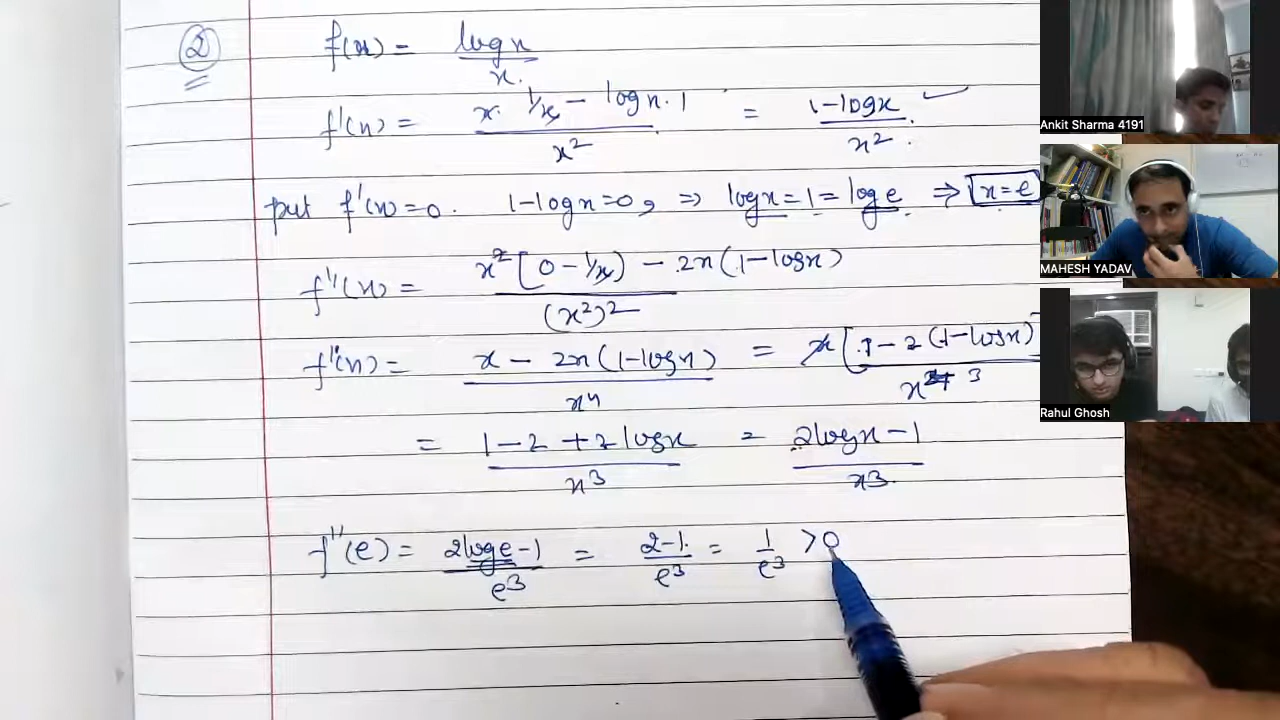 ② f(x) = log x / x.
f'(x) = x. 1/x − log x. 1 / x² = 1−log x / x².
put f'(x)=0. 1−log x=0, ⇒ log x=1=log e. ⇒ x=e
f''(x) = x² [0 − 1/x) − 2x(1−log x) / (x²)²
f''(x) = x − 2x(1−log x) / x⁴ = x [1 − 2(1−log x) / x³
= 1−2 +2 log x / x³ = 2 log x −1 / x³.
f''(e) = 2 log e −1 / e³ = 2−1. / e³ = 1 / e³ >0
Ankit Sharma 4191
MAHESH YADAV
Rahul Ghosh